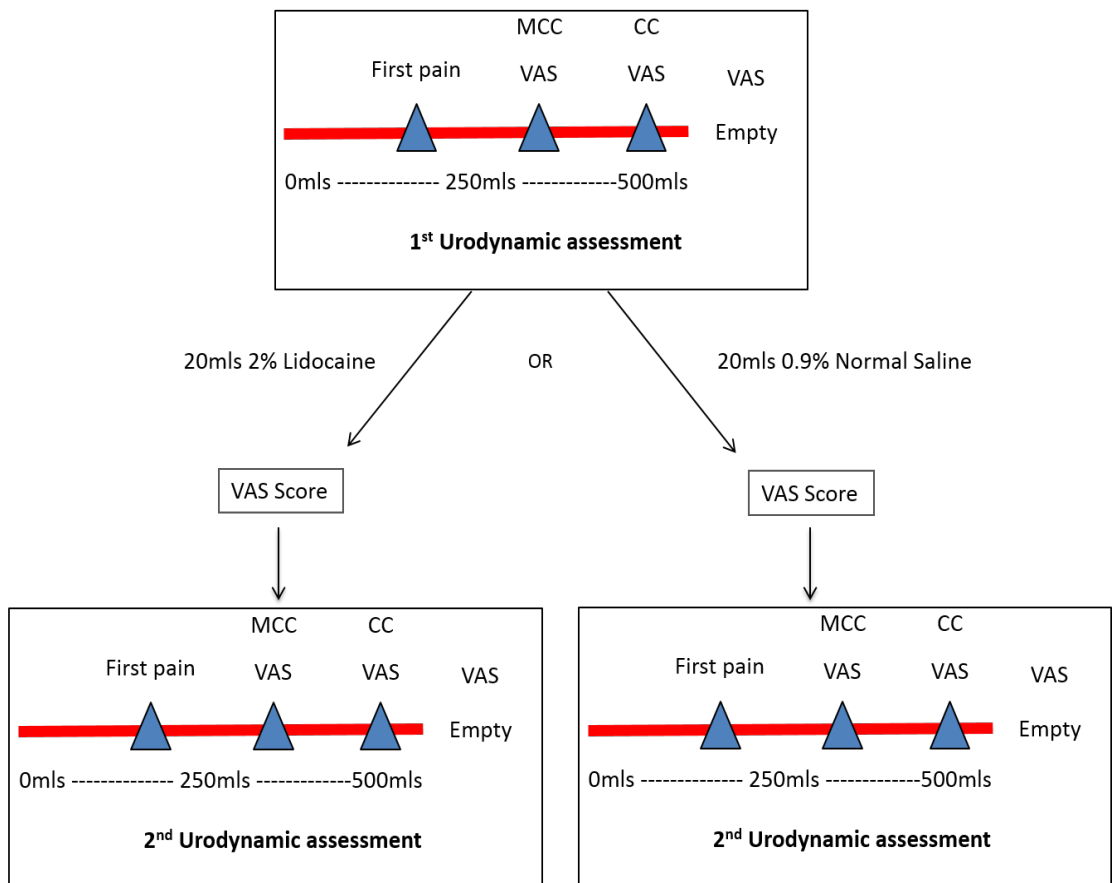 MCC CC
First pain VAS VAS VAS
Empty
0mls --------------- 250mls -------------500mls
1st Urodynamic assessment
20mls 2% Lidocaine OR 20mls 0.9% Normal Saline
VAS Score VAS Score
MCC CC
First pain VAS VAS VAS
Empty
0mls --------------- 250mls -------------500mls
2nd Urodynamic assessment
MCC CC
First pain VAS VAS VAS
Empty
0mls --------------- 250mls -------------500mls
2nd Urodynamic assessment